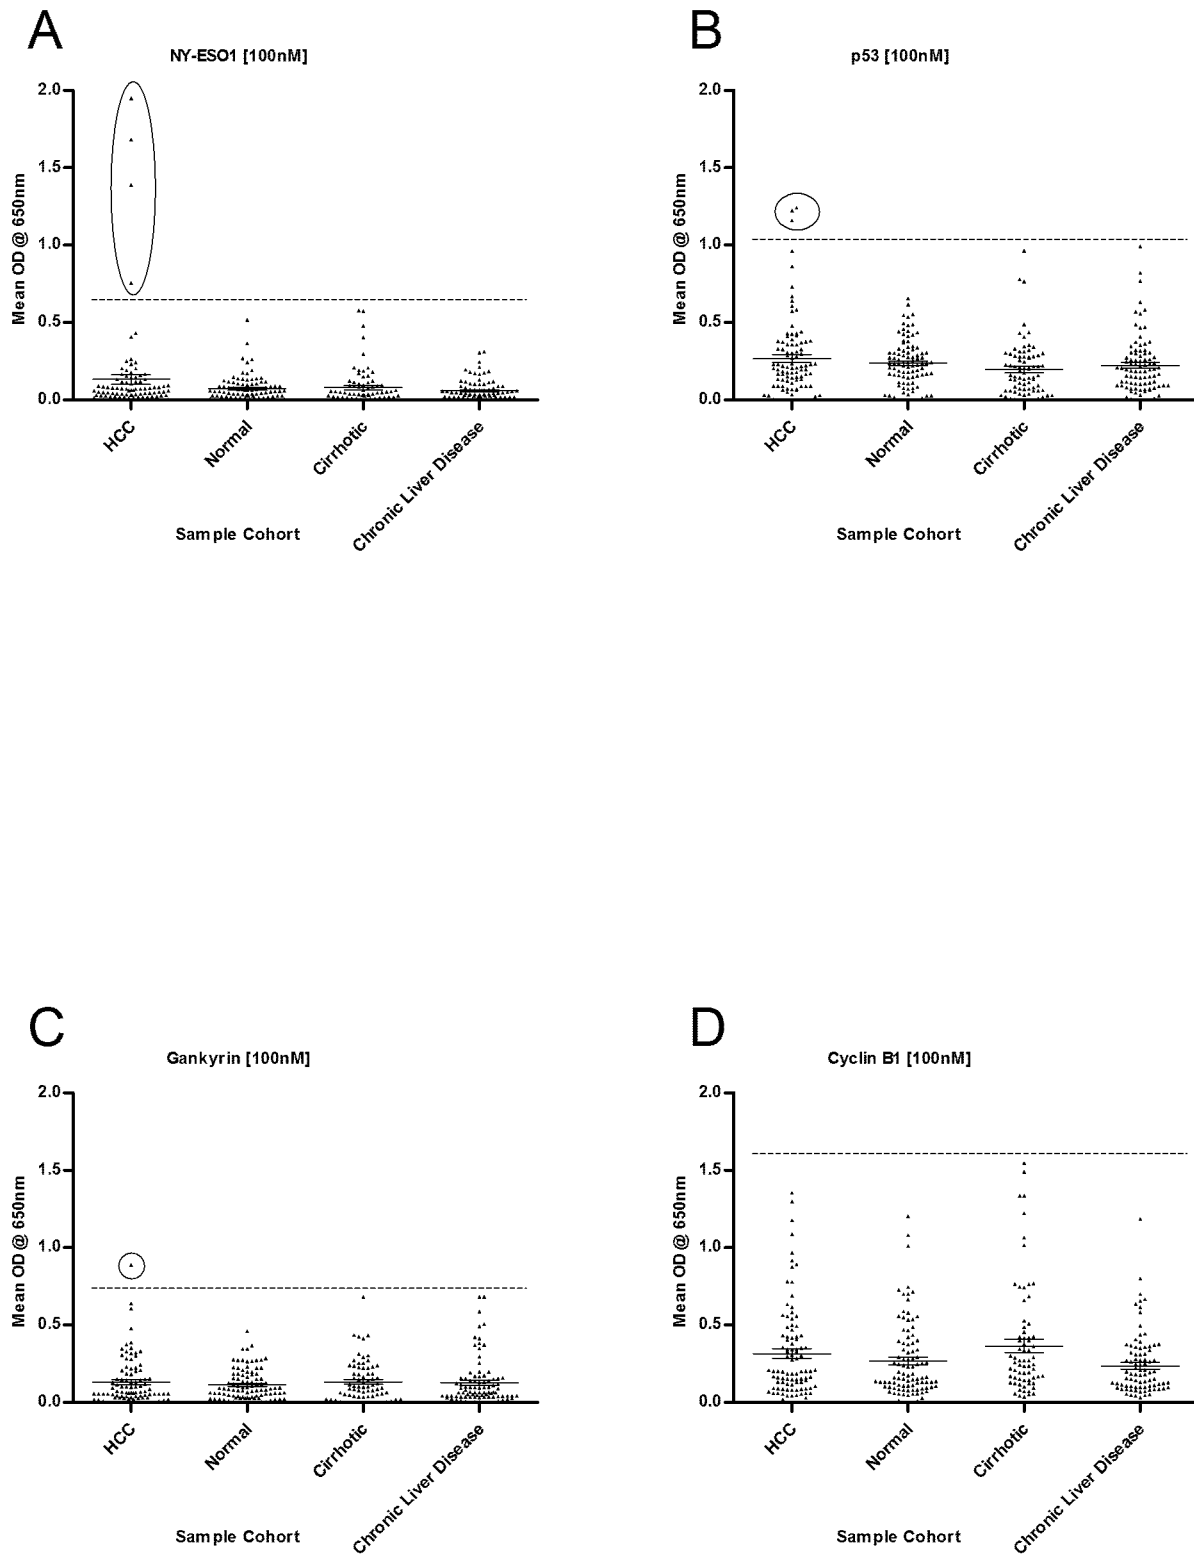 A
NY-ESO1 [100nM]
Mean OD @ 650nm
2.0
1.5
1.0
0.5
0.0
HCC
Normal
Cirrhotic
Chronic Liver Disease
Sample Cohort
B
p53 [100nM]
Mean OD @ 650nm
2.0
1.5
1.0
0.5
0.0
HCC
Normal
Cirrhotic
Chronic Liver Disease
Sample Cohort
C
Gankyrin [100nM]
Mean OD @ 650nm
2.0
1.5
1.0
0.5
0.0
HCC
Normal
Cirrhotic
Chronic Liver Disease
Sample Cohort
D
Cyclin B1 [100nM]
Mean OD @ 650nm
2.0
1.5
1.0
0.5
0.0
HCC
Normal
Cirrhotic
Chronic Liver Disease
Sample Cohort